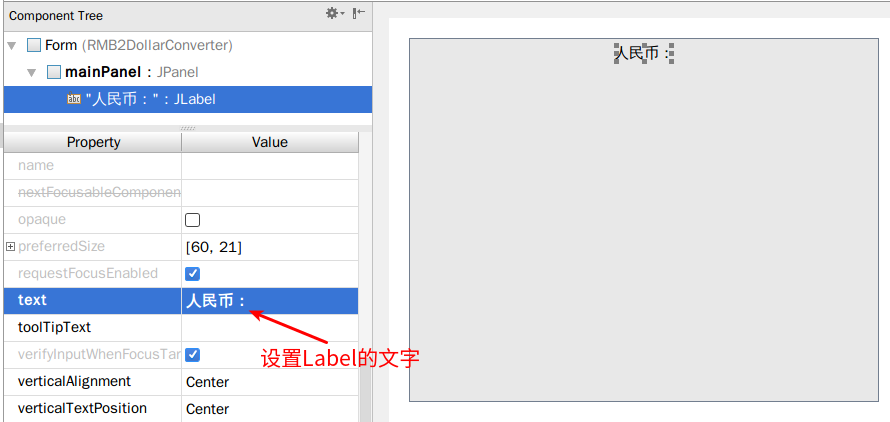 Component Tree
Form (RMB2DollarConverter)
mainPanel : JPanel
"人民币：" : JLabel
Property Value
name
nextFocusableComponen
opaque
preferredSize [60, 21]
requestFocusEnabled
text 人民币：
toolTipText
verifyInputWhenFocusTar
verticalAlignment Center
verticalTextPosition Center
人民币：
设置Label的文字